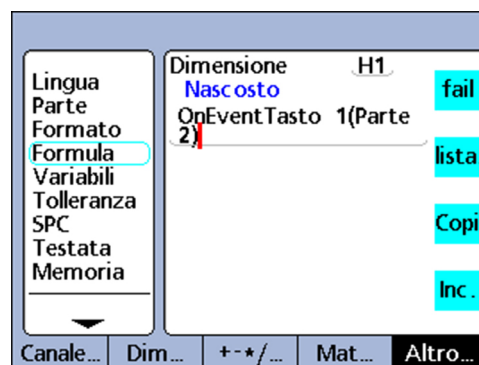 Lingua
Parte
Formato
Formula
Variabili
Tolleranza
SPC
Testata
Memoria
Dimensione H1
Nascosto
OnEventTasto 1(Parte
2)
fail
lista
Copi
Inc.
Canale... Dim... +-*/... Mat... Altro...